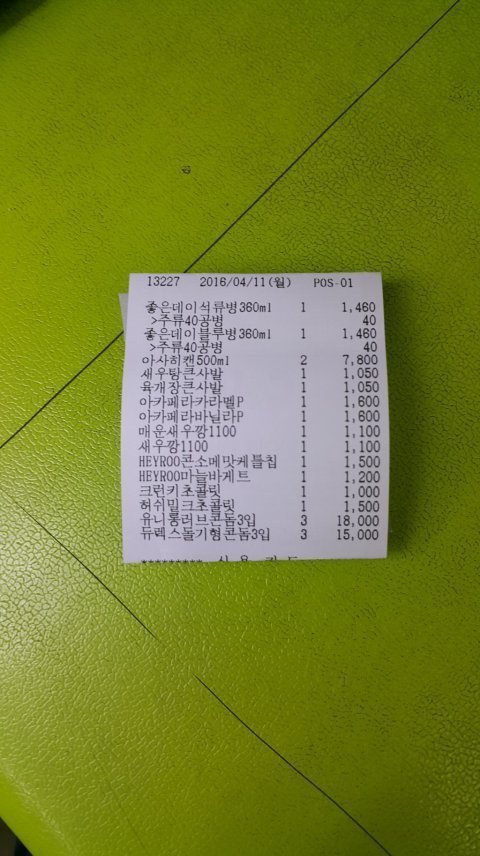 13227 2016/04/11(월) POS-01
좋은데이석류병360ml 1 1,460
>주류40공병 40
좋은데이블루병360ml 1 1,460
>주류40공병 40
아사히캔500ml 2 7,800
새우탕큰사발 1 1,050
육개장큰사발 1 1,050
아카페라카라멜P 1 1,600
아카페라바닐라P 1 1,600
매운새우깡1100 1 1,100
새우깡1100 1 1,100
HEYROO콘소메맛케틀칩 1 1,500
HEYROO마늘바게트 1 1,200
크런키초콜릿 1 1,000
허쉬밀크초콜릿 1 1,500
유니롱러브콘돔3입 3 18,000
듀렉스돌기형콘돔3입 3 15,000